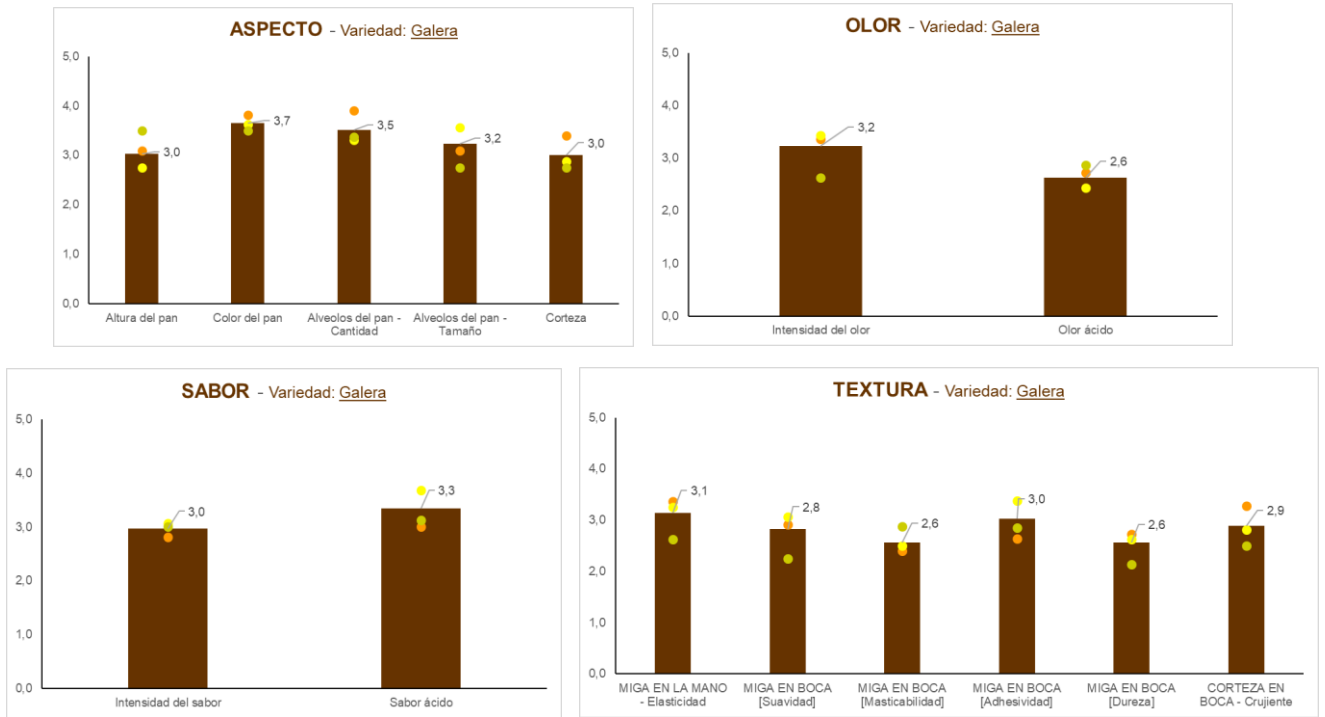 ASPECTO - Variedad: Galera
5,0
4,0
3,0
2,0
1,0
0,0
3,0
3,7
3,5
3,2
3,0
Altura del pan
Color del pan
Alveolos del pan -
Cantidad
Alveolos del pan -
Tamaño
Corteza
OLOR - Variedad: Galera
5,0
4,0
3,0
2,0
1,0
0,0
3,2
2,6
Intensidad del olor
Olor ácido
SABOR - Variedad: Galera
5,0
4,0
3,0
2,0
1,0
0,0
3,0
3,3
Intensidad del sabor
Sabor ácido
TEXTURA - Variedad: Galera
5,0
4,0
3,0
2,0
1,0
0,0
3,1
2,8
2,6
3,0
2,6
2,9
MIGA EN LA MANO
- Elasticidad
MIGA EN BOCA
[Suavidad]
MIGA EN BOCA
[Masticabilidad]
MIGA EN BOCA
[Adhesividad]
MIGA EN BOCA
[Dureza]
CORTEZA EN
BOCA - Crujiente